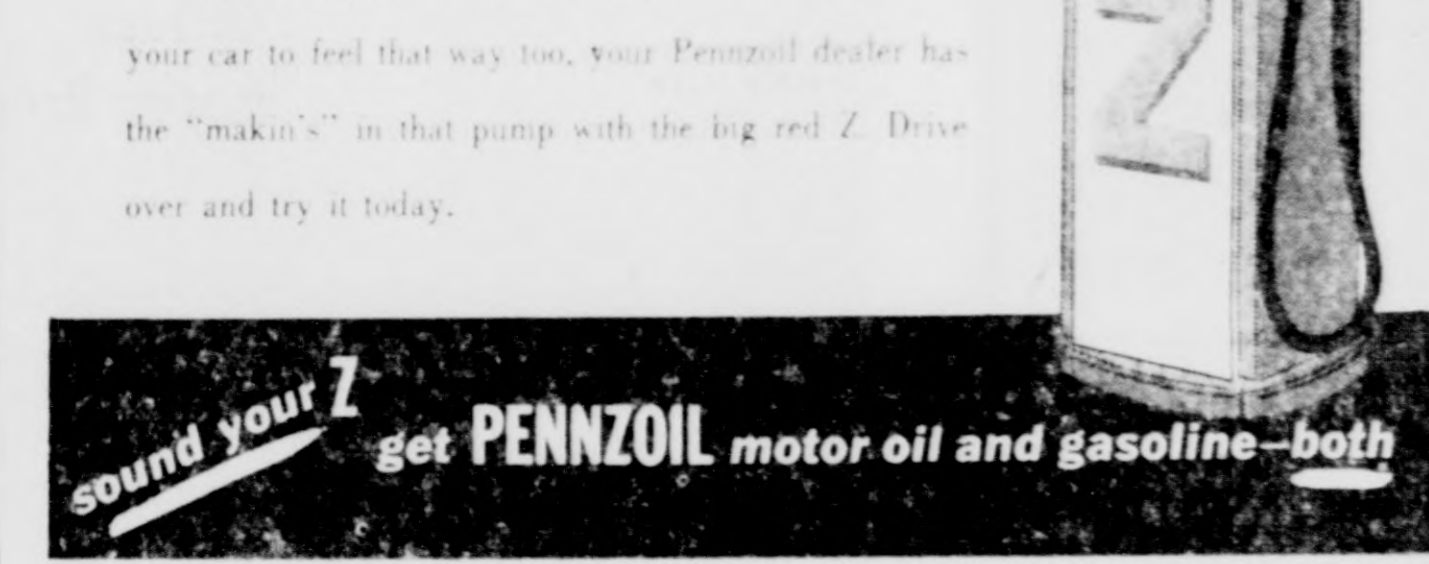 your car to feel that way too, your Pennzoil dealer has
the "makin's" in that pump with the big red Z. Drive
over and try it today.
Z
sound your Z
get PENNZOIL motor oil and gasoline—both